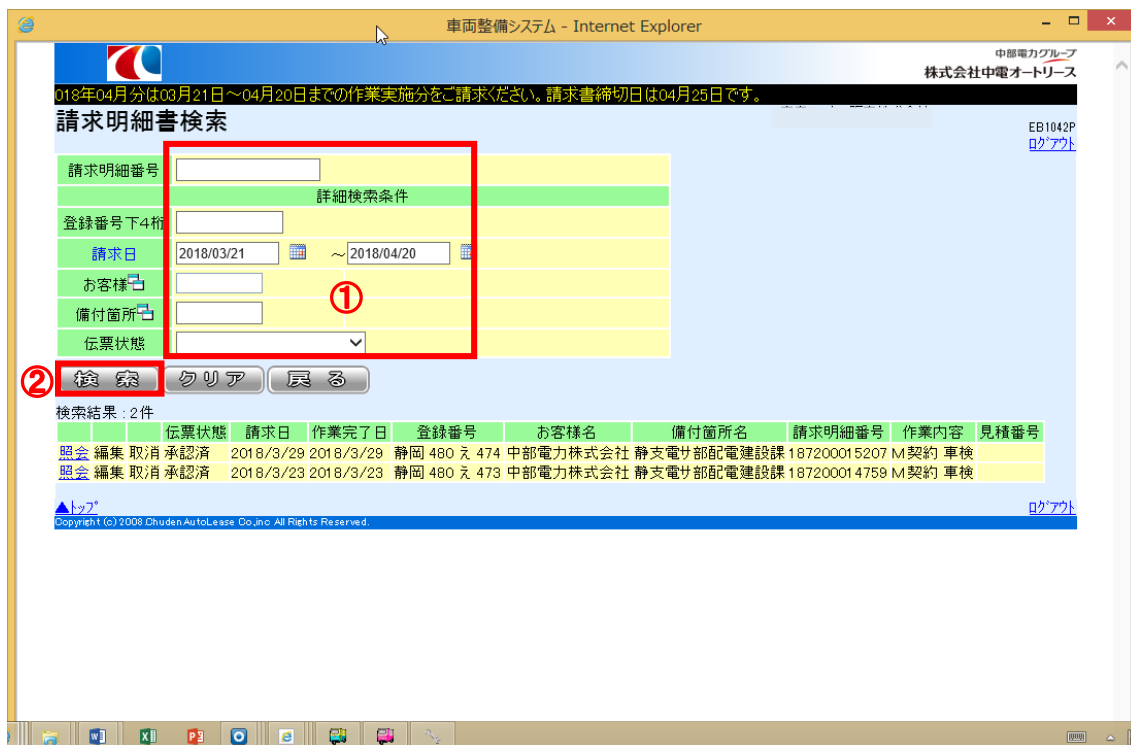 車両整備システム - Internet Explorer
中部電力グループ
株式会社中電オートリース
018年04月分は03月21日～04月20日までの作業実施分をご請求ください。請求書締切日は04月25日です。
請求明細書検索
EB1042P
ログアウト
請求明細番号
詳細検索条件
登録番号下4桁
請求日 2018/03/21 ～ 2018/04/20
お客様
備付箇所
①
伝票状態
② 検索 クリア 戻る
検索結果 : 2件
伝票状態 請求日 作業完了日 登録番号 お客様名 備付箇所名 請求明細番号 作業内容 見積番号
照会 編集 取消 承認済 2018/3/29 2018/3/29 静岡 480 え 474 中部電力株式会社 静支電サ部配電建設課 187200015207 M契約 車検
照会 編集 取消 承認済 2018/3/23 2018/3/23 静岡 480 え 473 中部電力株式会社 静支電サ部配電建設課 187200014759 M契約 車検
▲トップ ログアウト
Copyright (c) 2008 Chuden AutoLease Co,inc All Rights Reserved.